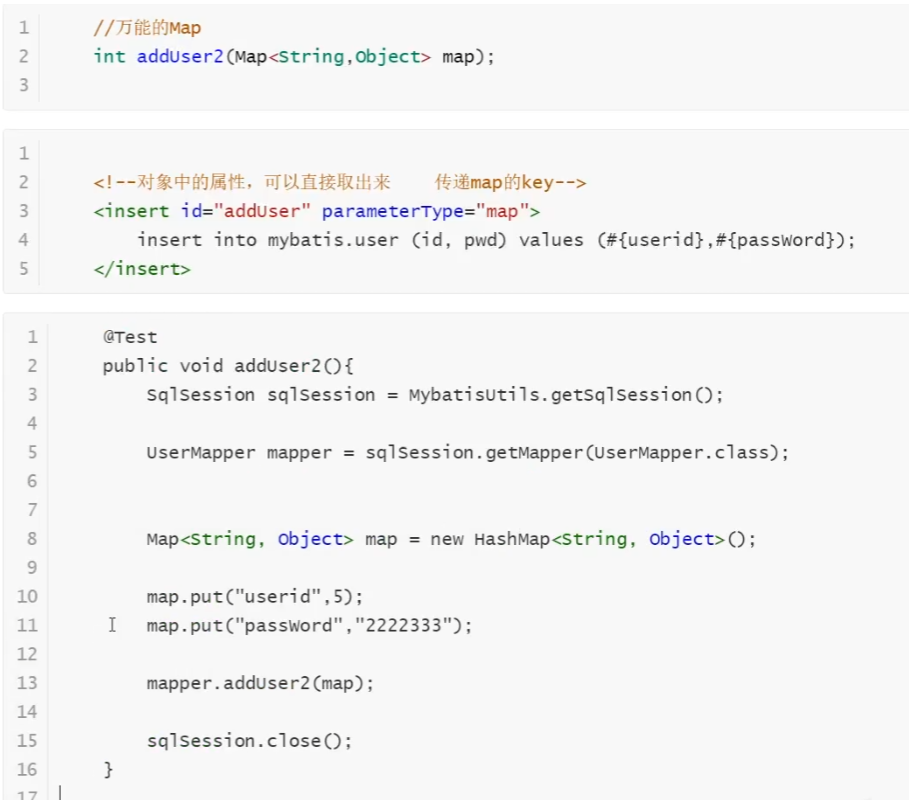 1 //万能的Map
2 int addUser2(Map<String,Object> map);
3
1
2 <!--对象中的属性，可以直接取出来 传递map的key-->
3 <insert id="addUser" parameterType="map">
4 insert into mybatis.user (id, pwd) values (#{userid},#{passWord});
5 </insert>
1 @Test
2 public void addUser2(){
3 SqlSession sqlSession = MybatisUtils.getSqlSession();
4
5 UserMapper mapper = sqlSession.getMapper(UserMapper.class);
6
7
8 Map<String, Object> map = new HashMap<String, Object>();
9
10 map.put("userid",5);
11 map.put("passWord","2222333");
12
13 mapper.addUser2(map);
14
15 sqlSession.close();
16 }
17